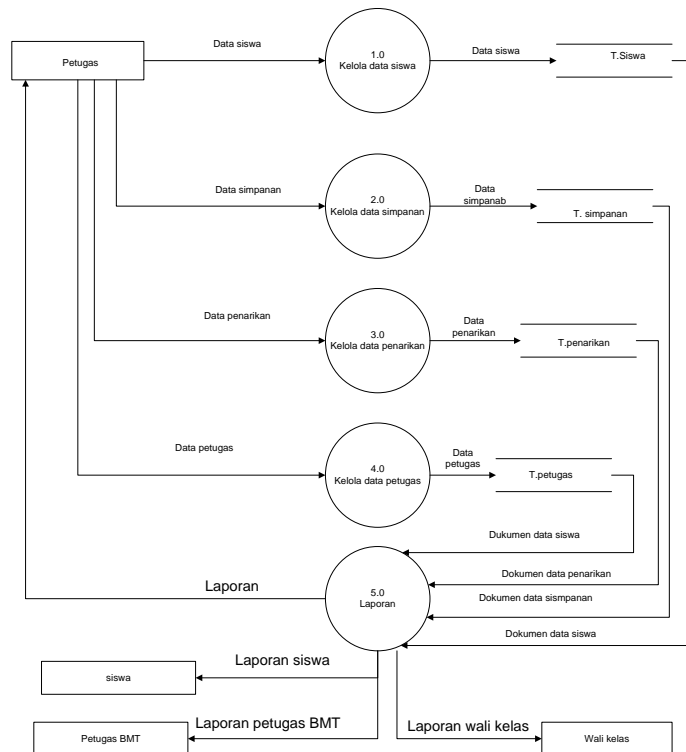 Data siswa
1.0
Kelola data siswa
Data siswa
T.Siswa
Petugas
Data simpanan
2.0
Kelola data simpanan
Data
simpanab
T. simpanan
Data penarikan
3.0
Kelola data penarikan
Data
penarikan
T.penarikan
Data petugas
4.0
Kelola data petugas
Data
petugas
T.petugas
Dukumen data siswa
Laporan
5.0
Laporan
Dokumen data penarikan
Dokumen data sismpanan
Dokumen data siswa
Laporan siswa
siswa
Laporan petugas BMT
Petugas BMT
Laporan wali kelas
Wali kelas